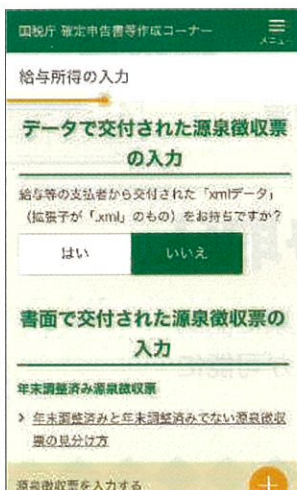 国税庁 確定申告書等作成コーナー
メニュー
給与所得の入力
データで交付された源泉徴収票
の入力
給与等の支払者から交付された「xmlデータ」
（拡張子が「.xml」のもの）をお持ちですか？
はい
いいえ
書面で交付された源泉徴収票の
入力
年末調整済み源泉徴収票
> 年末調整済みと年末調整済みでない源泉徴収
票の見分け方
源泉徴収票を入力する